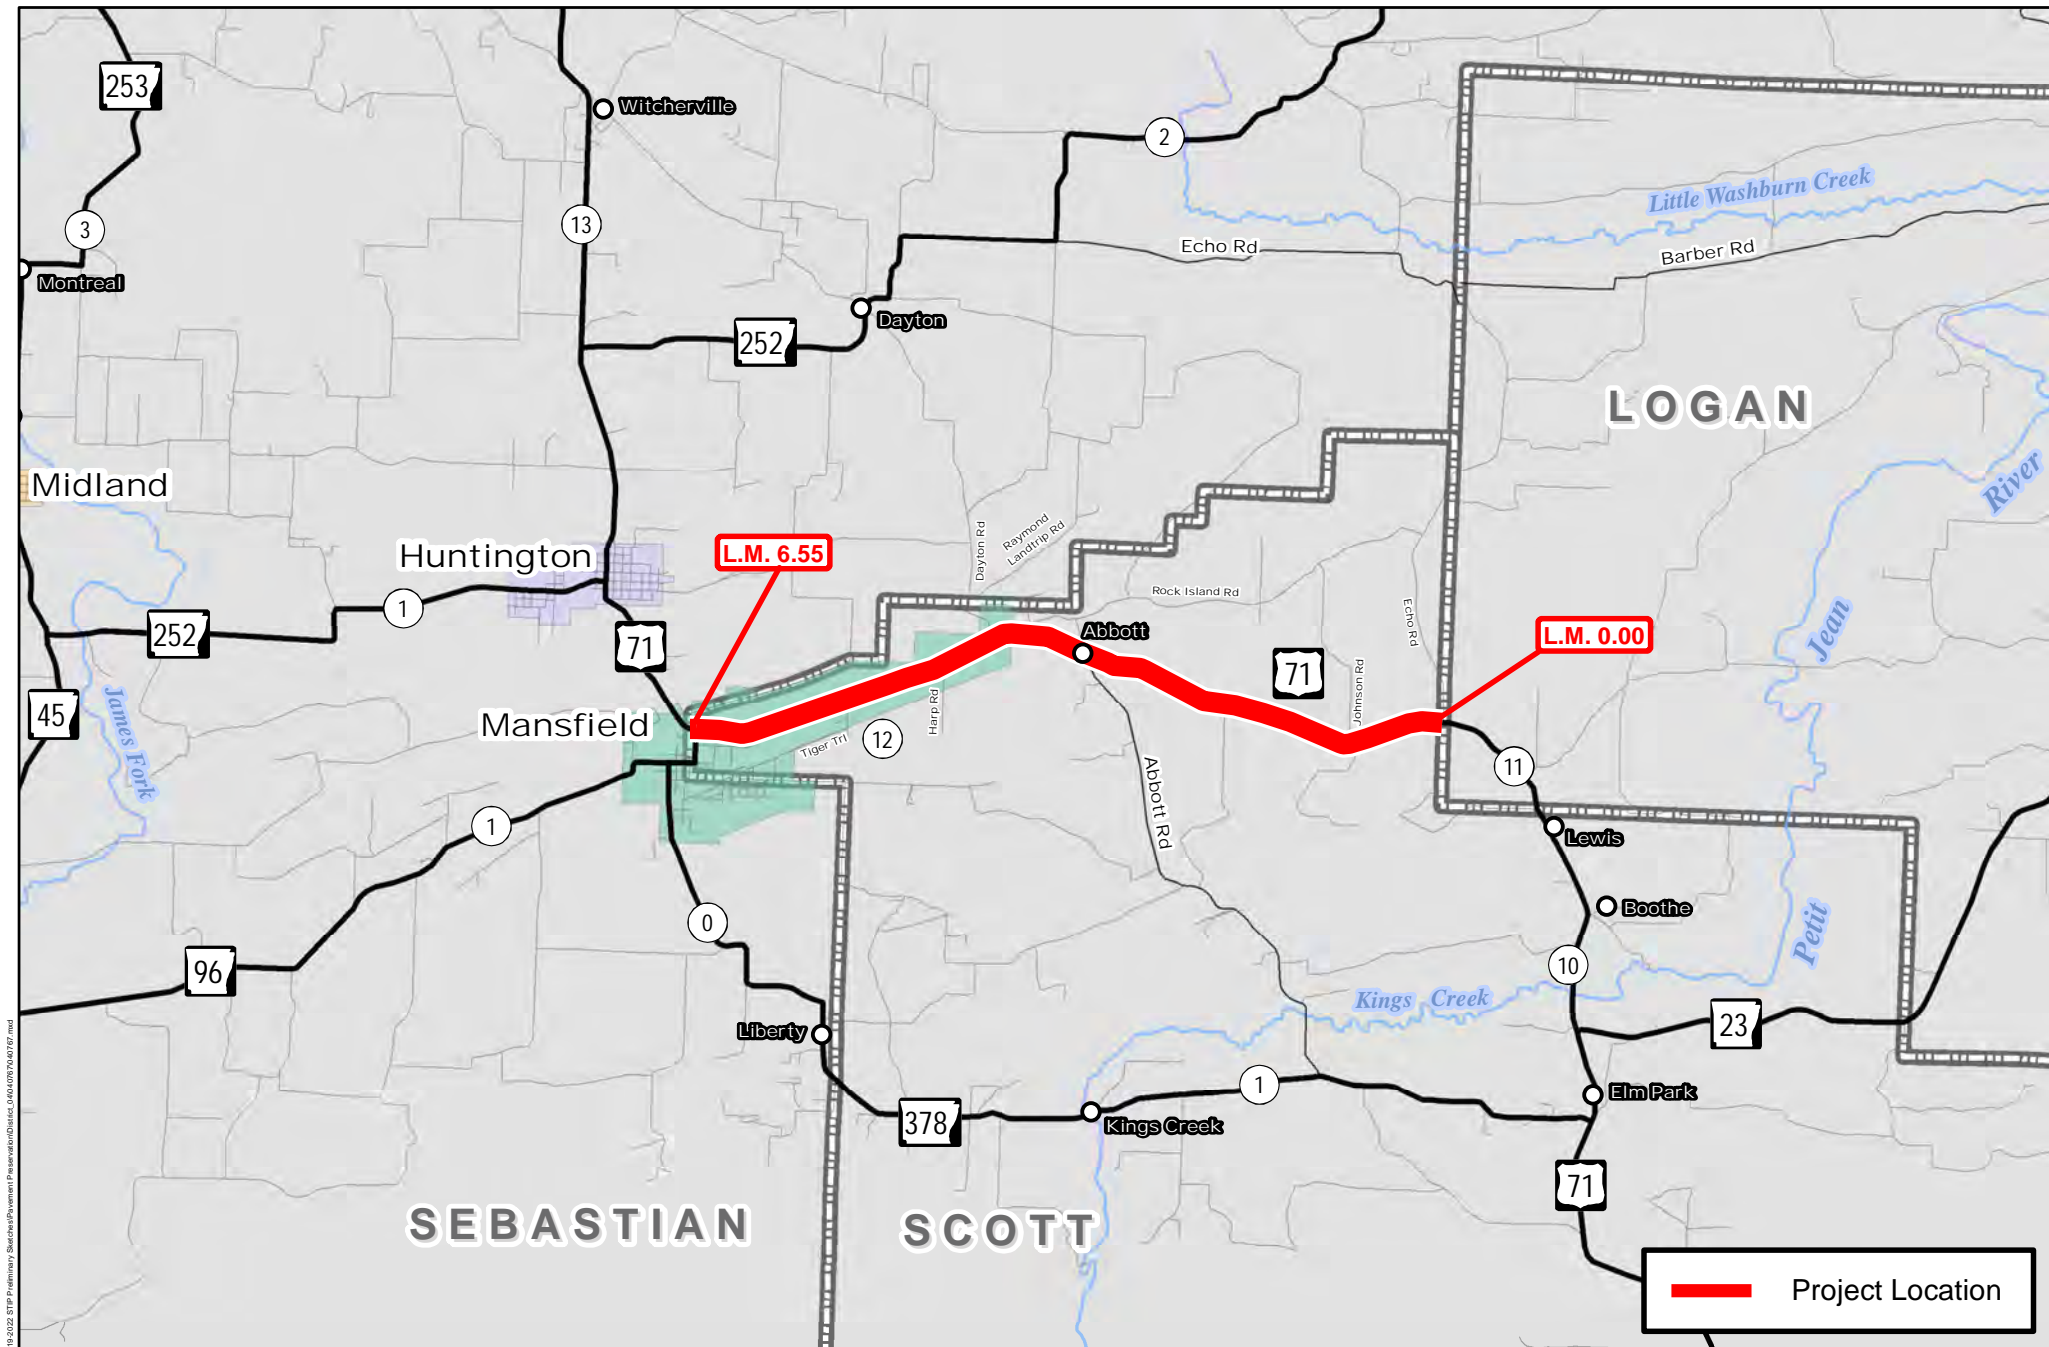 253
Witcherville
2
Little Washburn Creek
3
13
Echo Rd
Barber Rd
Montreal
Dayton
252
LOGAN
River
Midland
Huntington
L.M. 6.55
Dayton Rd
Raymond
Landtrip Rd
Rock Island Rd
Echo Rd
1
252
71
Abbott
L.M. 0.00
Jean
71
Johnson Rd
45
James Fork
Mansfield
Harp Rd
12
Tiger Trl
11
Abbott Rd
1
Lewis
0
Boothe
Petit
96
10
Kings Creek
Liberty
23
1
Elm Park
378
Kings Creek
71
SEBASTIAN
SCOTT
Project Location